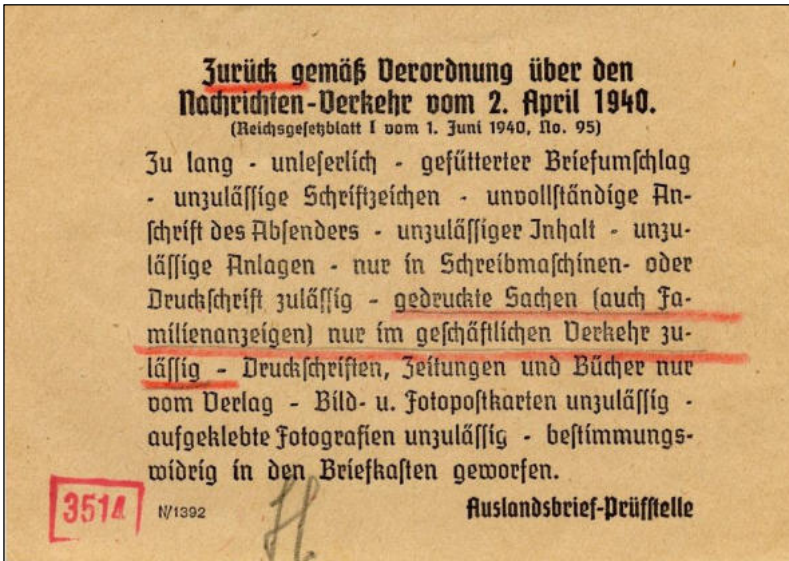 Zurück gemäß Verordnung über den
Nachrichten-Verkehr vom 2. April 1940.
(Reichsgesetzblatt I vom 1. Juni 1940, No. 95)
Zu lang - unleserlich - gefütterter Briefumschlag
- unzulässige Schriftzeichen - unvollständige An-
schrift des Absenders - unzulässiger Inhalt - unzu-
lässige Anlagen - nur in Schreibmaschinen- oder
Druckschrift zulässig - gedruckte Sachen (auch Fa-
milienanzeigen) nur im geschäftlichen Verkehr zu-
lässig - Druckschriften, Zeitungen und Bücher nur
vom Verlag - Bild- u. Fotopostkarten unzulässig -
aufgeklebte Fotografien unzulässig - bestimmungs-
widrig in den Briefkasten geworfen.
3514 N/1392 Auslandsbrief-Prüfstelle